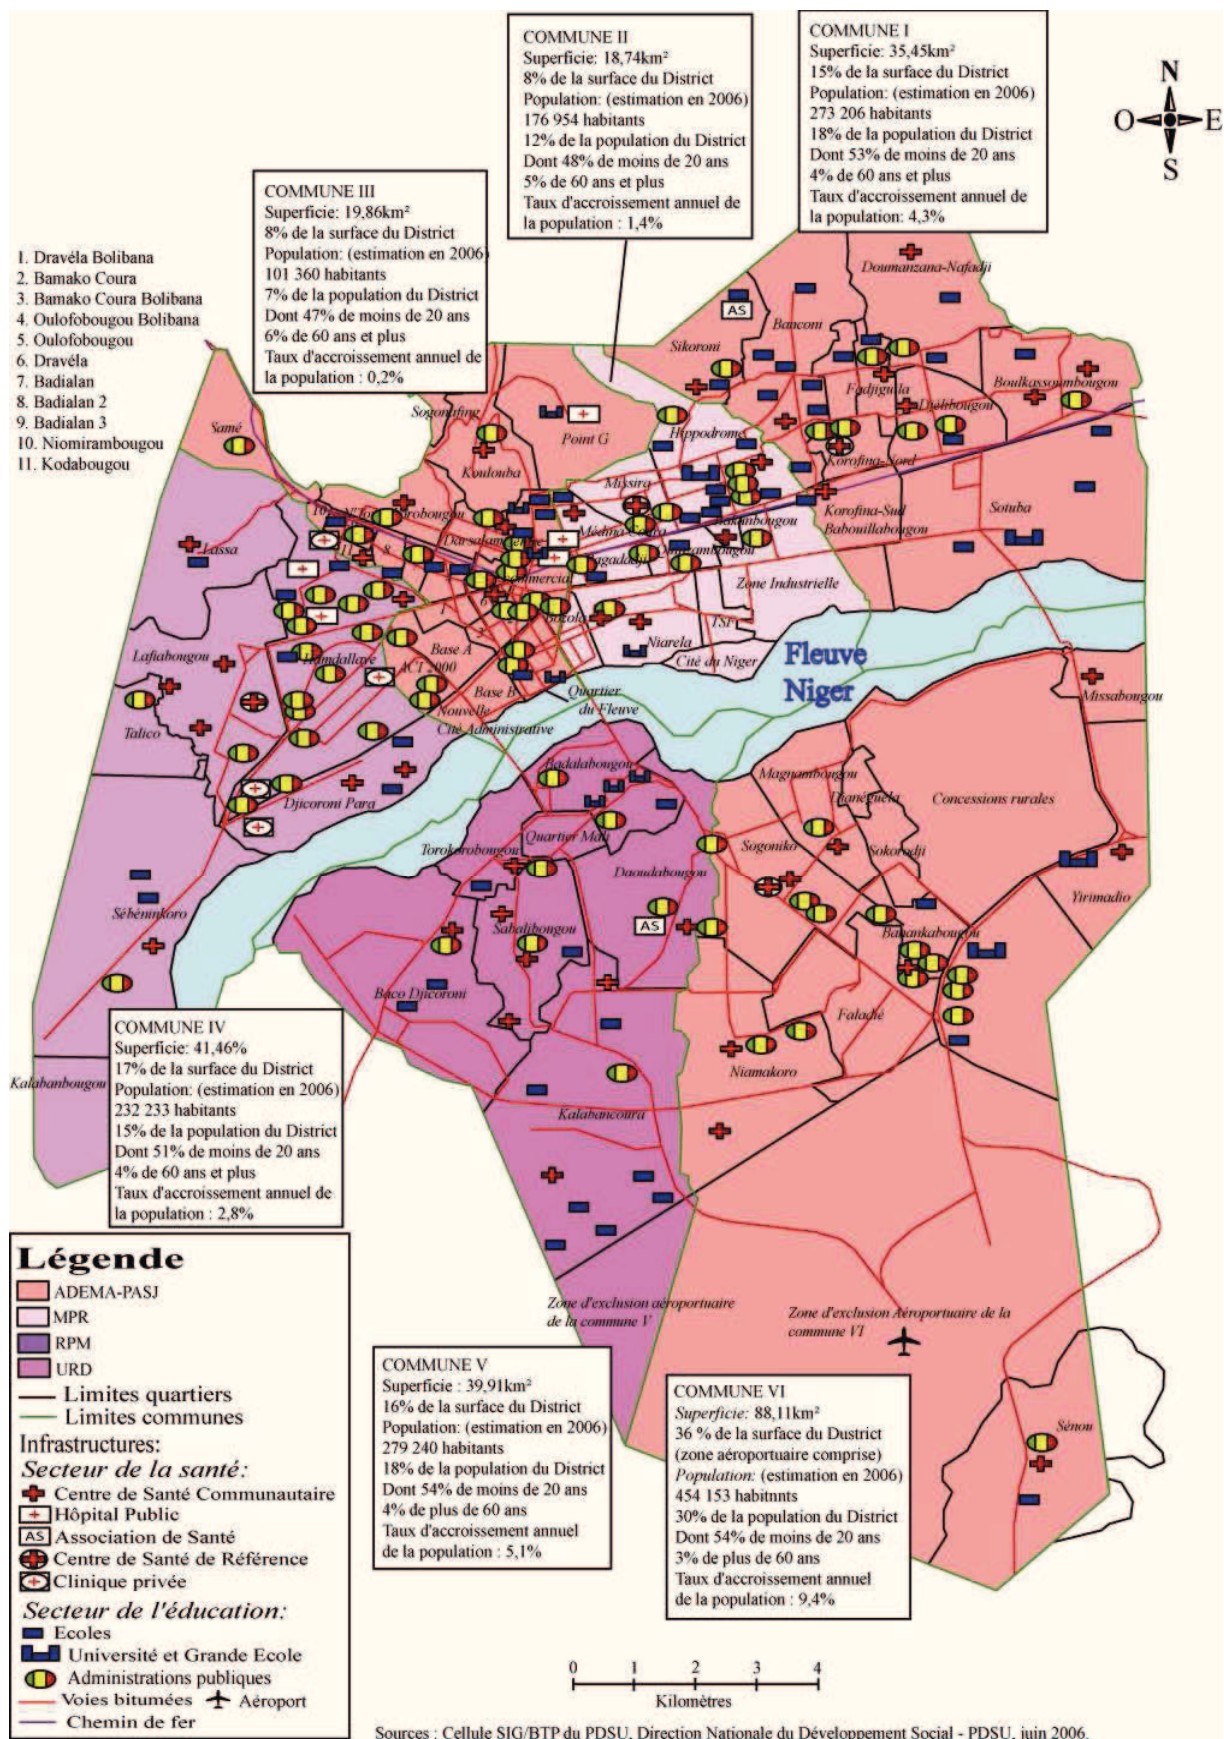 COMMUNE II
Superficie: 18,74km²
8% de la surface du District
Population: (estimation en 2006)
176 954 habitants
12% de la population du District
Dont 48% de moins de 20 ans
5% de 60 ans et plus
Taux d'accroissement annuel de
la population : 1,4%
COMMUNE I
Superficie: 35,45km²
15% de la surface du District
Population: (estimation en 2006)
273 206 habitants
18% de la population du District
Dont 53% de moins de 20 ans
4% de 60 ans et plus
Taux d'accroissement annuel de
la population: 4,3%
N
O
E
S
COMMUNE III
Superficie: 19,86km²
8% de la surface du District
Population: (estimation en 2006)
101 360 habitants
7% de la population du District
Dont 47% de moins de 20 ans
6% de 60 ans et plus
Taux d'accroissement annuel de
la population : 0,2%
1. Dravéla Bolibana
2. Bamako Coura
3. Bamako Coura Bolibana
4. Oulofobougou Bolibana
5. Oulofobougou
6. Dravéla
7. Badialan
8. Badialan 2
9. Badialan 3
10. Niomirambougou
11. Kodabougou
Doumanzana-Nafadji
AS
Banconi
Sikoroni
Fadjiguila
Boulkassoumbougou
Djélibougou
Sogonafing
Samé
Point G
Hippodrome
Korofina-Nord
Koulouba
Missira
Korofina-Sud
Babouillabougou
Sotuba
Lassa
Darsalam
Médina-Coura
Bagadadji
Zone Industrielle
Bozola
TSF
Niarela
Cité du Niger
Fleuve
Niger
Lafiabougou
Hamdallaye
Base A
ACI 2000
Base B
Quartier
du Fleuve
Nouvelle
Cité Administrative
Missabougou
Talico
Badalabougou
Magnambougou
Dianéguela
Concessions rurales
Djicoroni Para
Quartier Mali
Torokorobougou
Sogoniko
Sokorodji
Daoudabougou
Yirimadio
Sébéninkoro
Sabalibougou
AS
Banankabougou
Baco Djicoroni
Faladié
Niamakoro
Kalabanbougou
Kalabancoura
COMMUNE IV
Superficie: 41,46%
17% de la surface du District
Population: (estimation en 2006)
232 233 habitants
15% de la population du District
Dont 51% de moins de 20 ans
4% de 60 ans et plus
Taux d'accroissement annuel de
la population : 2,8%
Zone d'exclusion aéroportuaire
de la commune V
Zone d'exclusion Aéroportuaire de la
commune VI
Sénou
COMMUNE V
Superficie : 39,91km²
16% de la surface du District
Population: (estimation en 2006)
279 240 habitants
18% de la population du District
Dont 54% de moins de 20 ans
4% de plus de 60 ans
Taux d'accroissement annuel
de la population : 5,1%
COMMUNE VI
Superficie: 88,11km²
36 % de la surface du Dustrict
(zone aéroportuaire comprise)
Population: (estimation en 2006)
454 153 habitnnts
30% de la population du District
Dont 54% de moins de 20 ans
3% de plus de 60 ans
Taux d'accroissement annuel
de la population : 9,4%
Légende
ADEMA-PASJ
MPR
RPM
URD
Limites quartiers
Limites communes
Infrastructures:
Secteur de la santé:
Centre de Santé Communautaire
Hôpital Public
AS Association de Santé
Centre de Santé de Référence
Clinique privée
Secteur de l'éducation:
Ecoles
Université et Grande Ecole
Administrations publiques
Voies bitumées
Aéroport
Chemin de fer
0 1 2 3 4
Kilomètres
Sources : Cellule SIG/BTP du PDSU, Direction Nationale du Développement Social - PDSU, juin 2006.